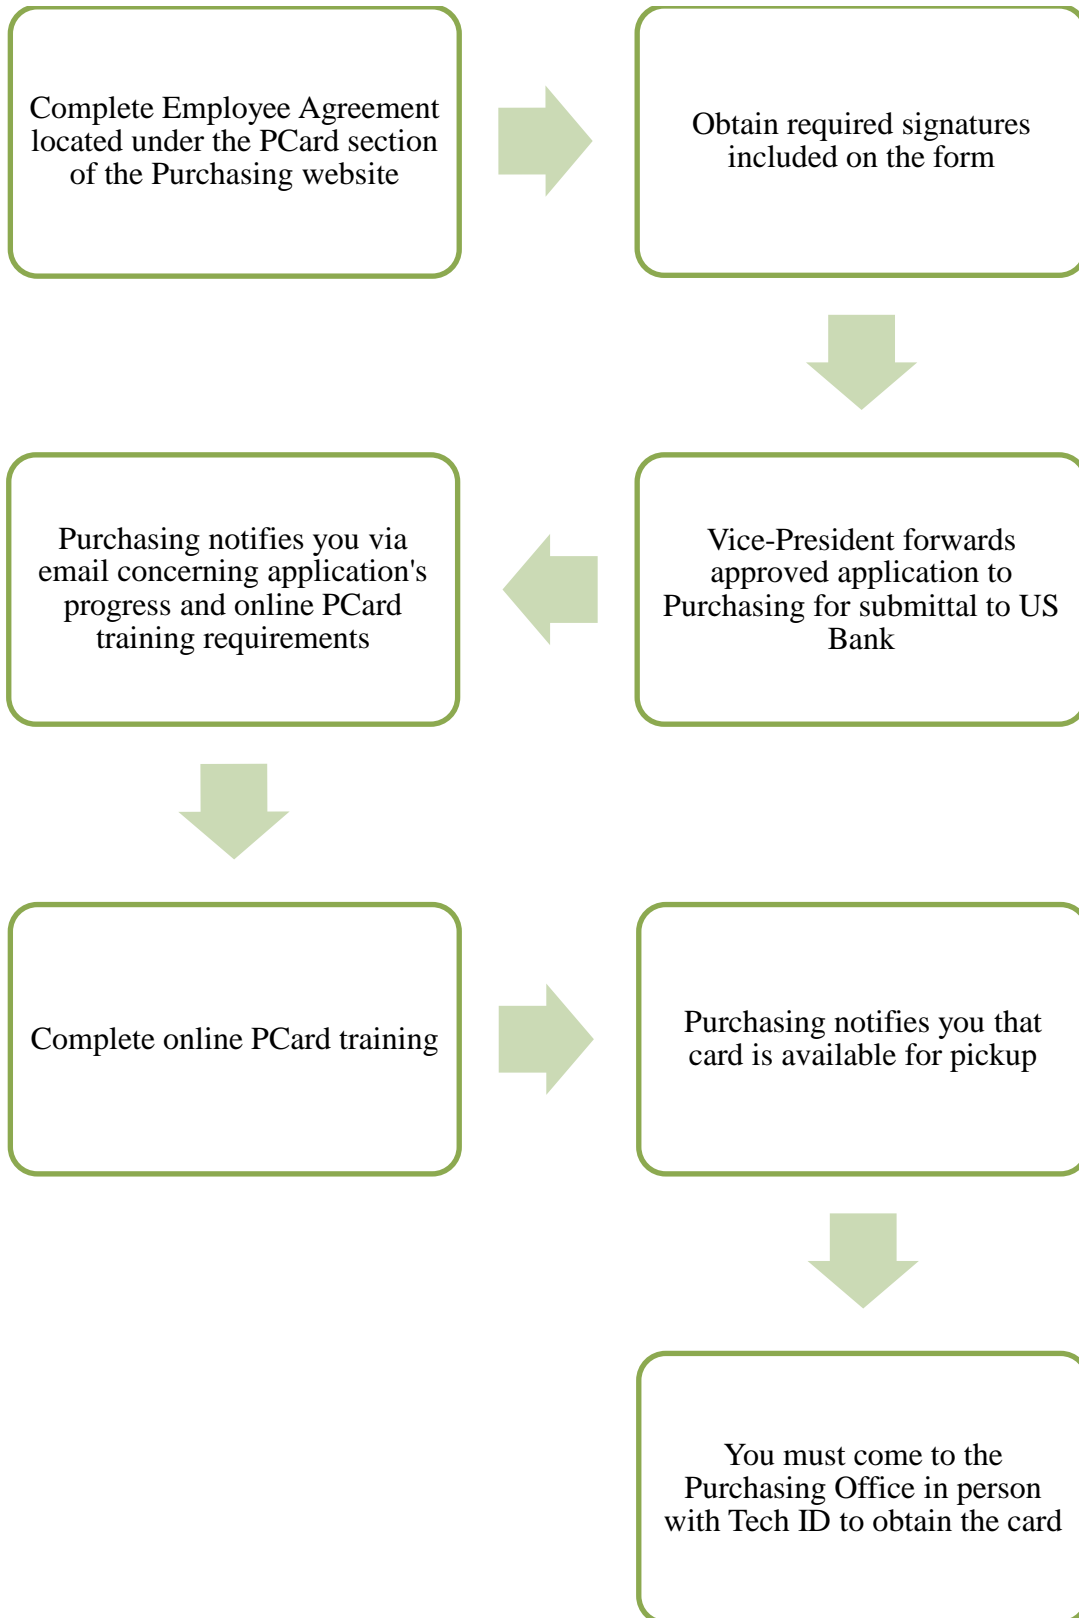 Complete Employee Agreement
located under the PCard section
of the Purchasing website
Obtain required signatures
included on the form
Vice-President forwards
approved application to
Purchasing for submittal to US
Bank
Purchasing notifies you via
email concerning application's
progress and online PCard
training requirements
Complete online PCard training
Purchasing notifies you that
card is available for pickup
You must come to the
Purchasing Office in person
with Tech ID to obtain the card